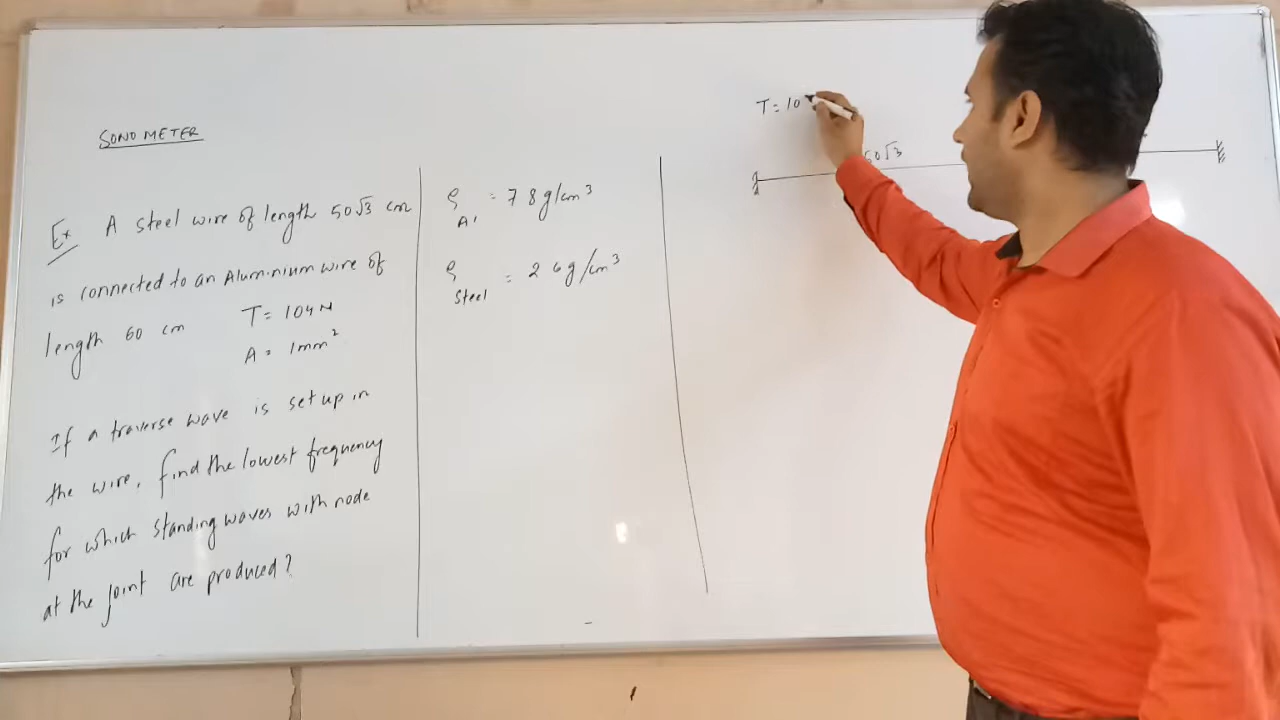 SONOMETER
Ex A steel wire of length 50√3 cm
is connected to an Aluminium wire of
length 60 cm T = 104 N
A = 1mm²
If a traverse wave is set up in
the wire, find the lowest frequency
for which standing waves with node
at the joint are produced?
ρ Al = 7 8 g/cm³
ρ Steel = 2 6 g/cm³
T = 10
50√3